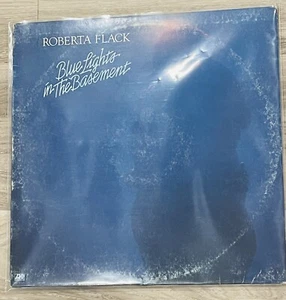 ROBERTA FLACK
Blue Lights
in The Basement